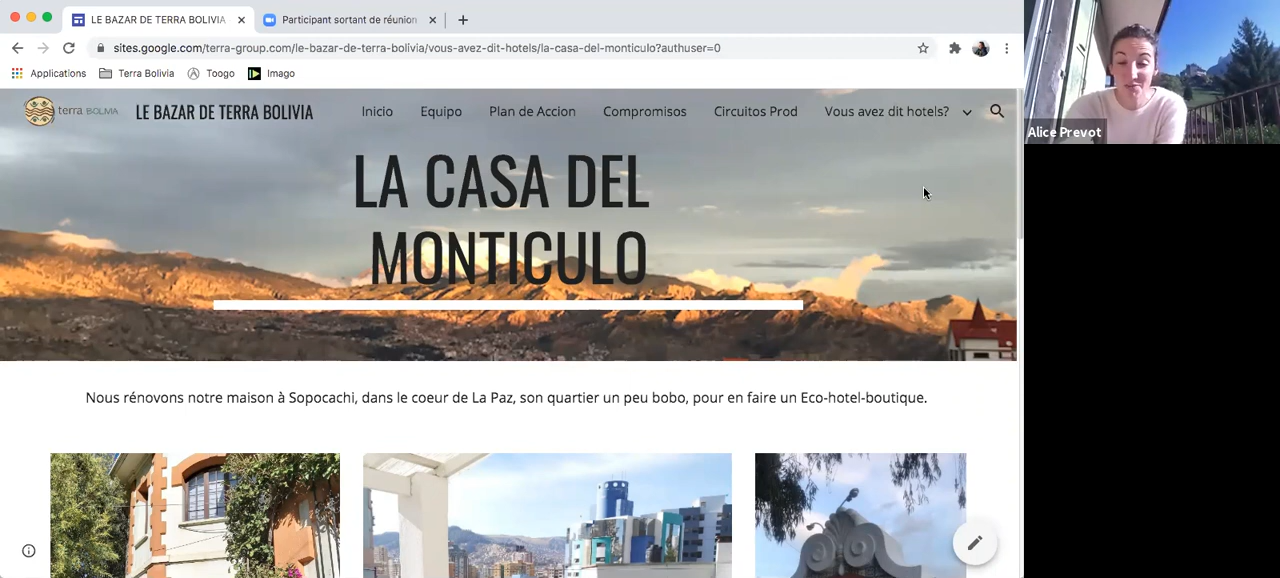 LE BAZAR DE TERRA BOLIVIA
Participant sortant de réunion
sites.google.com/terra-group.com/le-bazar-de-terra-bolivia/vous-avez-dit-hotels/la-casa-del-monticulo?authuser=0
Applications Terra Bolivia Toogo Imago
terra BOLIVIA LE BAZAR DE TERRA BOLIVIA Inicio Equipo Plan de Accion Compromisos Circuitos Prod Vous avez dit hotels?
LA CASA DEL
MONTICULO
Nous rénovons notre maison à Sopocachi, dans le coeur de La Paz, son quartier un peu bobo, pour en faire un Eco-hotel-boutique.
Alice Prevot